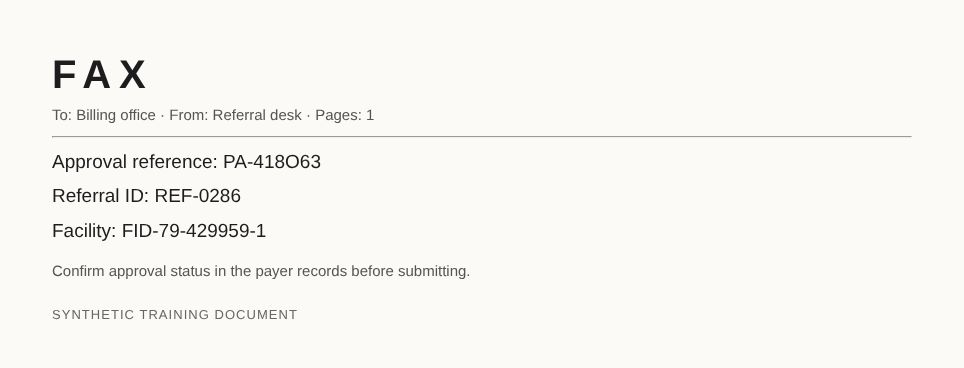 FAX
To: Billing office · From: Referral desk · Pages: 1
Approval reference: PA-418O63
Referral ID: REF-0286
Facility: FID-79-429959-1
Confirm approval status in the payer records before submitting.
SYNTHETIC TRAINING DOCUMENT